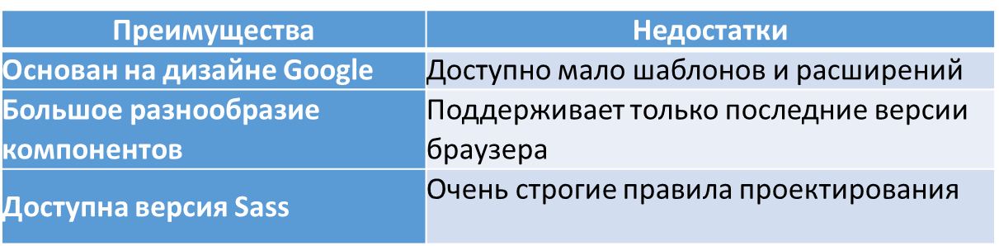 Преимущества Недостатки
Основан на дизайне Google Доступно мало шаблонов и расширений
Большое разнообразие
компонентов
Поддерживает только последние версии
браузера
Доступна версия Sass
Очень строгие правила проектирования